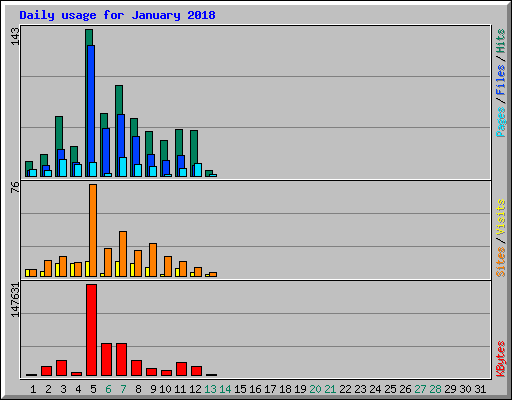 Daily usage for January 2018
143
Pages / Files / Hits
76
Sites / Visits
147631
KBytes
1 2 3 4 5 6 7 8 9 10 11 12 13 14 15 16 17 18 19 20 21 22 23 24 25 26 27 28 29 30 31